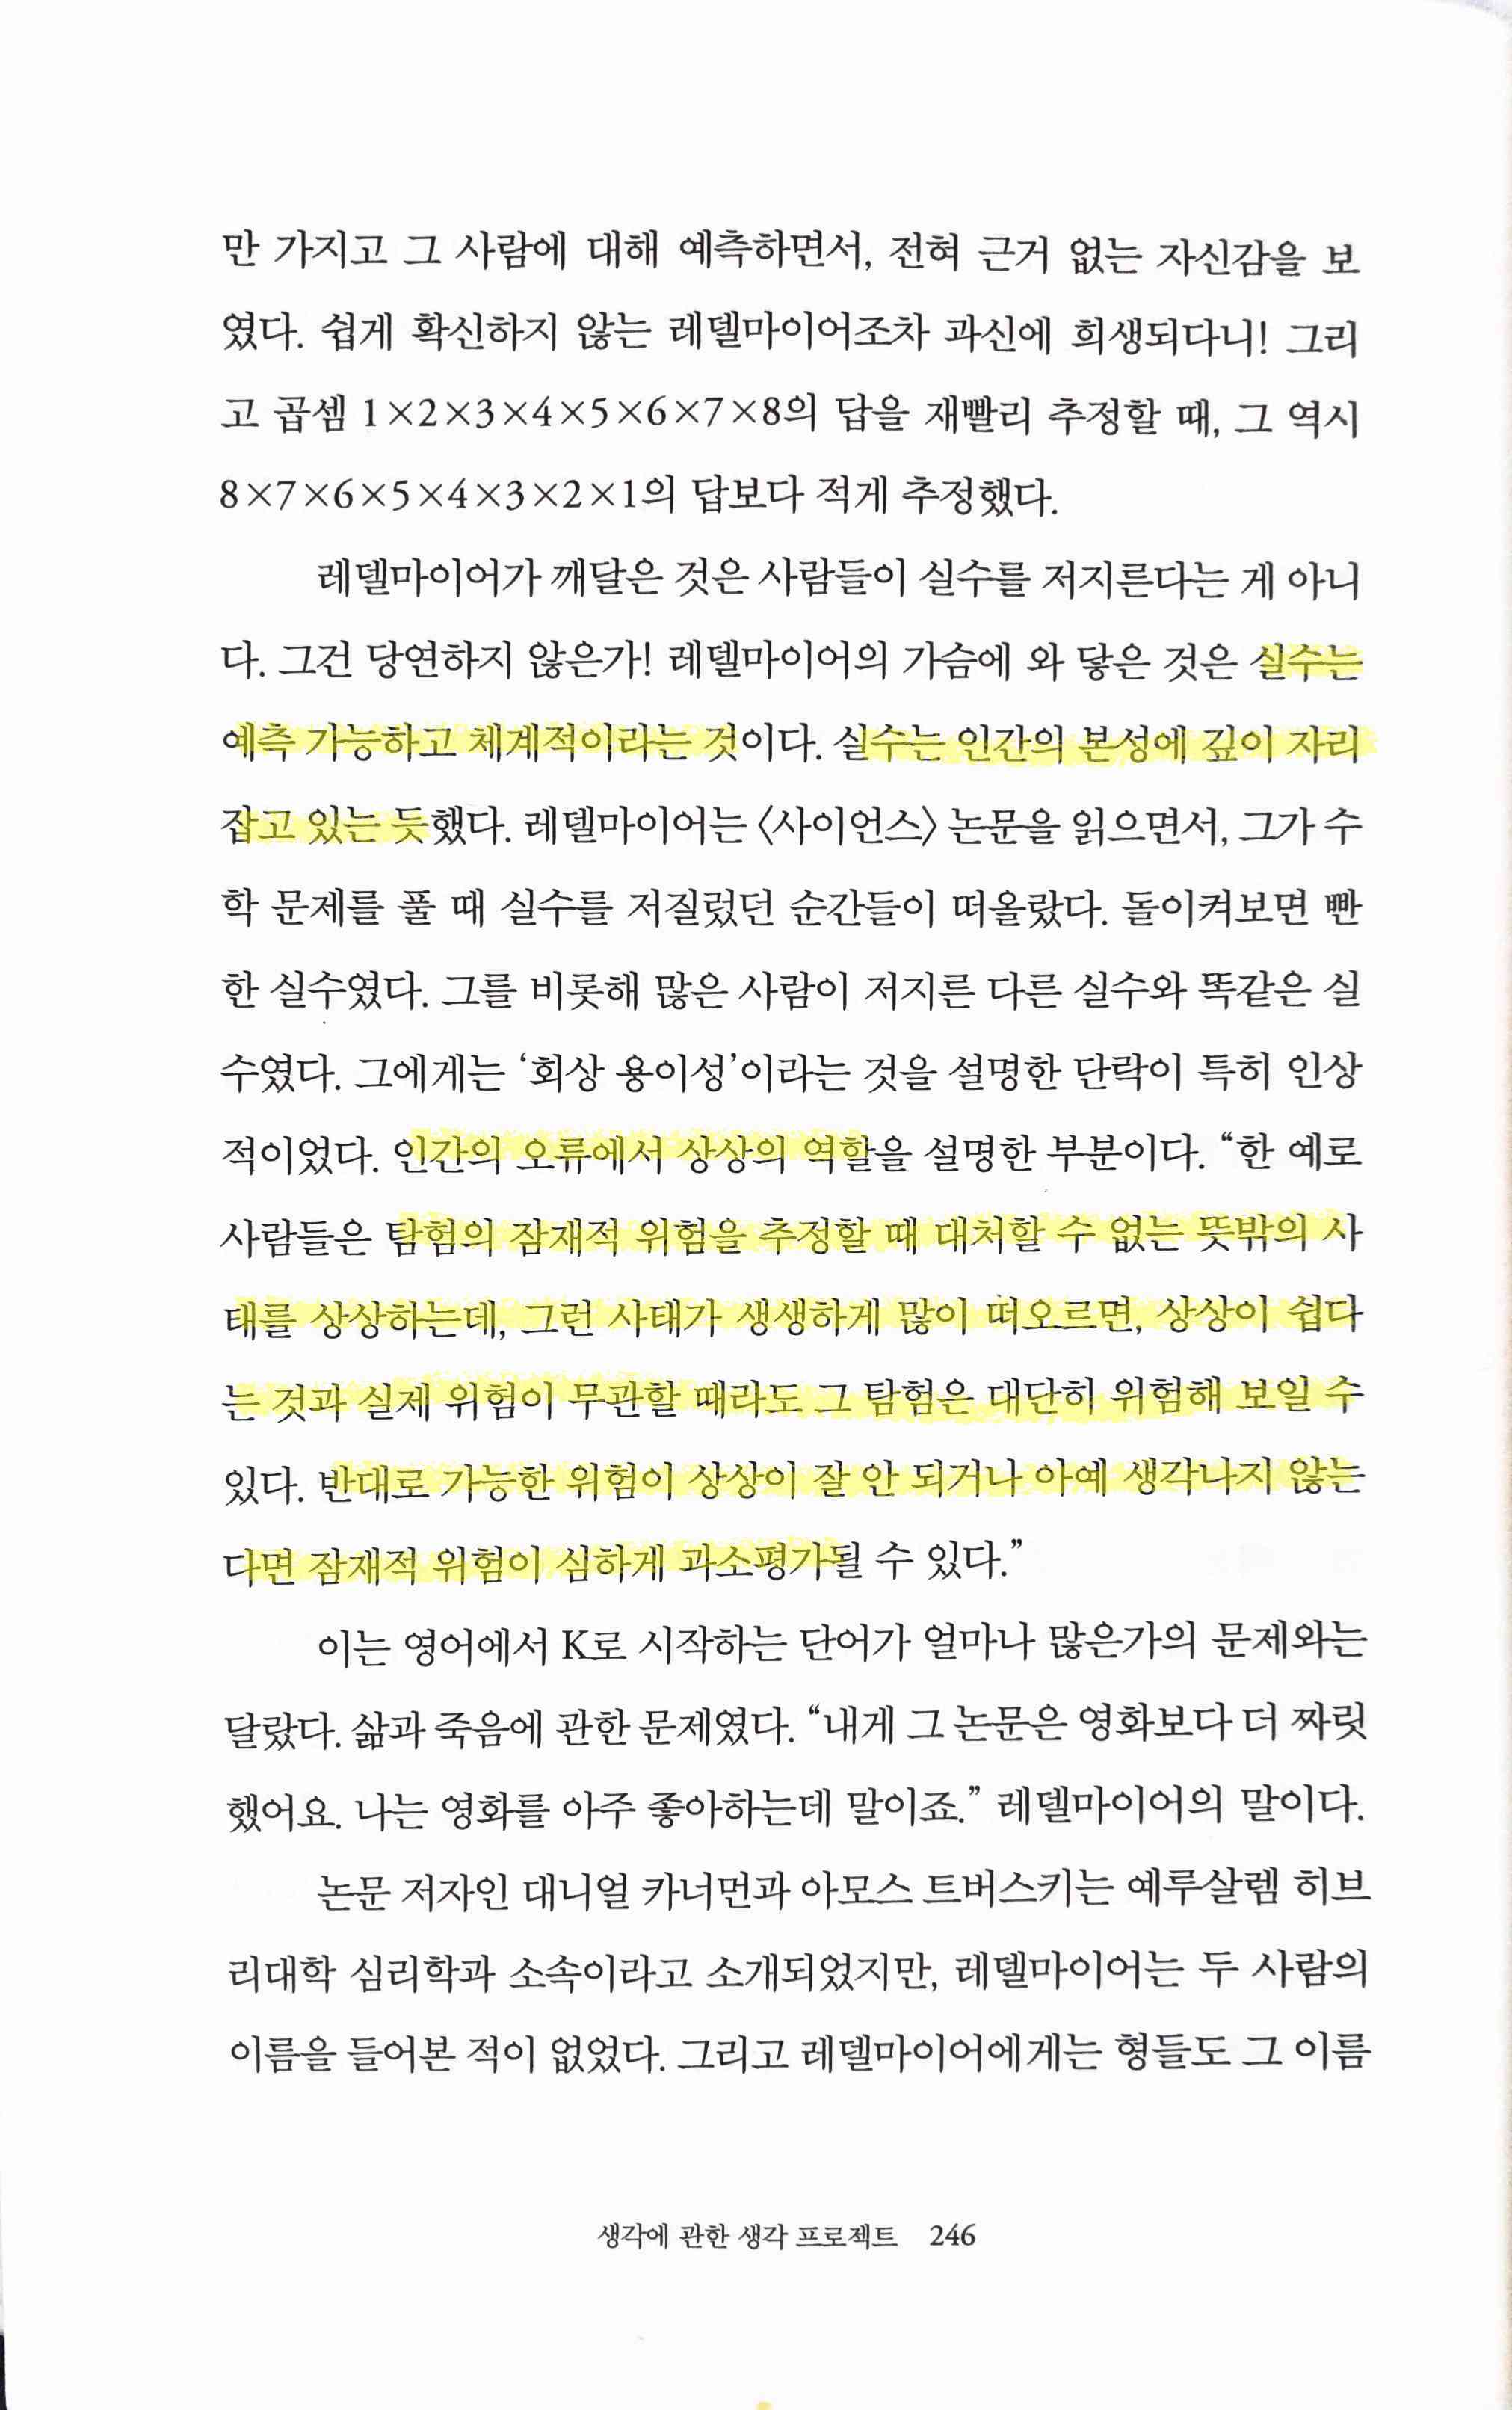 만 가지고 그 사람에 대해 예측하면서, 전혀 근거 없는 자신감을 보
였다. 쉽게 확신하지 않는 레델마이어조차 과신에 희생되다니! 그리
고 곱셈 1×2×3×4×5×6×7×8의 답을 재빨리 추정할 때, 그 역시
8×7×6×5×4×3×2×1의 답보다 적게 추정했다.
레델마이어가 깨달은 것은 사람들이 실수를 저지른다는 게 아니
다. 그건 당연하지 않은가! 레델마이어의 가슴에 와 닿은 것은 실수는
예측 가능하고 체계적이라는 것이다. 실수는 인간의 본성에 깊이 자리
잡고 있는 듯했다. 레델마이어는 〈사이언스〉 논문을 읽으면서, 그가 수
학 문제를 풀 때 실수를 저질렀던 순간들이 떠올랐다. 돌이켜보면 빤
한 실수였다. 그를 비롯해 많은 사람이 저지른 다른 실수와 똑같은 실
수였다. 그에게는 ‘회상 용이성’이라는 것을 설명한 단락이 특히 인상
적이었다. 인간의 오류에서 상상의 역할을 설명한 부분이다. “한 예로
사람들은 탐험의 잠재적 위험을 추정할 때 대처할 수 없는 뜻밖의 사
태를 상상하는데, 그런 사태가 생생하게 많이 떠오르면, 상상이 쉽다
는 것과 실제 위험이 무관할 때라도 그 탐험은 대단히 위험해 보일 수
있다. 반대로 가능한 위험이 상상이 잘 안 되거나 아예 생각나지 않는
다면 잠재적 위험이 심하게 과소평가될 수 있다.”
이는 영어에서 K로 시작하는 단어가 얼마나 많은가의 문제와는
달랐다. 삶과 죽음에 관한 문제였다. “내게 그 논문은 영화보다 더 짜릿
했어요. 나는 영화를 아주 좋아하는데 말이죠.” 레델마이어의 말이다.
논문 저자인 대니얼 카너먼과 아모스 트버스키는 예루살렘 히브
리대학 심리학과 소속이라고 소개되었지만, 레델마이어는 두 사람의
이름을 들어본 적이 없었다. 그리고 레델마이어에게는 형들도 그 이름
생각에 관한 생각 프로젝트 246